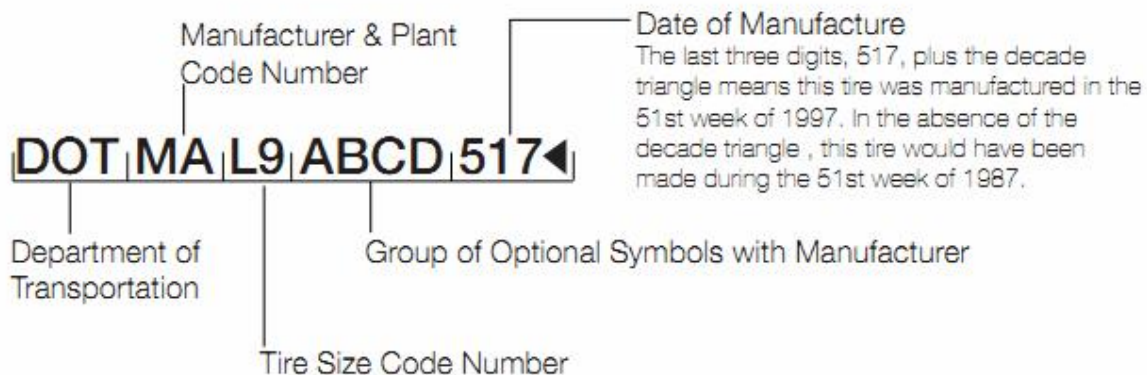 Manufacturer & Plant
Code Number
Date of Manufacture
The last three digits, 517, plus the decade
triangle means this tire was manufactured in the
51st week of 1997. In the absence of the
decade triangle , this tire would have been
made during the 51st week of 1987.
DOT MA L9 ABCD 517◀
Department of
Transportation
Group of Optional Symbols with Manufacturer
Tire Size Code Number